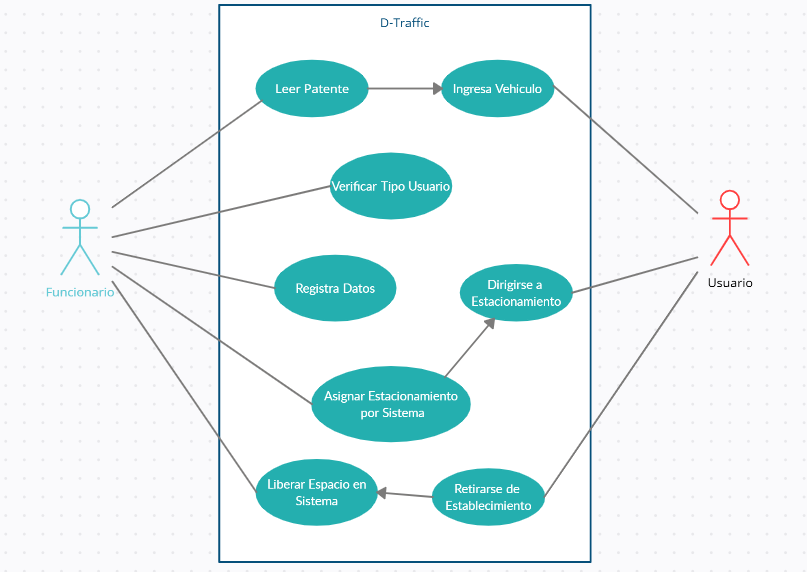 D-Traffic
Leer Patente
Ingresa Vehículo
Verificar Tipo Usuario
Registra Datos
Dirigirse a
Estacionamiento
Funcionario
Usuario
Asignar Estacionamiento
por Sistema
Liberar Espacio en
Sistema
Retirarse de
Establecimiento